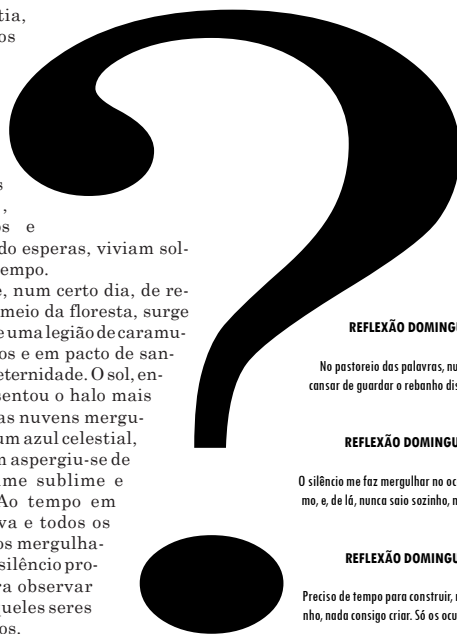 tia,
os
s
,
os e
do esperas, viviam sol-
empo.
e, num certo dia, de re-
meio da floresta, surge
e uma legião de caramu-
os e em pacto de san-
eternidade. O sol, en-
sentou o halo mais
as nuvens mergu-
um azul celestial,
m aspergiu-se de
me sublime e
Ao tempo em
va e todos os
os mergulha-
silêncio pro-
ra observar
queles seres
os.
?
REFLEXÃO DOMINGU
No pastoreio das palavras, nu
cansar de guardar o rebanho dis
REFLEXÃO DOMINGU
O silêncio me faz mergulhar no oc
mo, e, de lá, nunca saio sozinho, n
REFLEXÃO DOMINGU
Preciso de tempo para construir, n
nho, nada consigo criar. Só os ocu